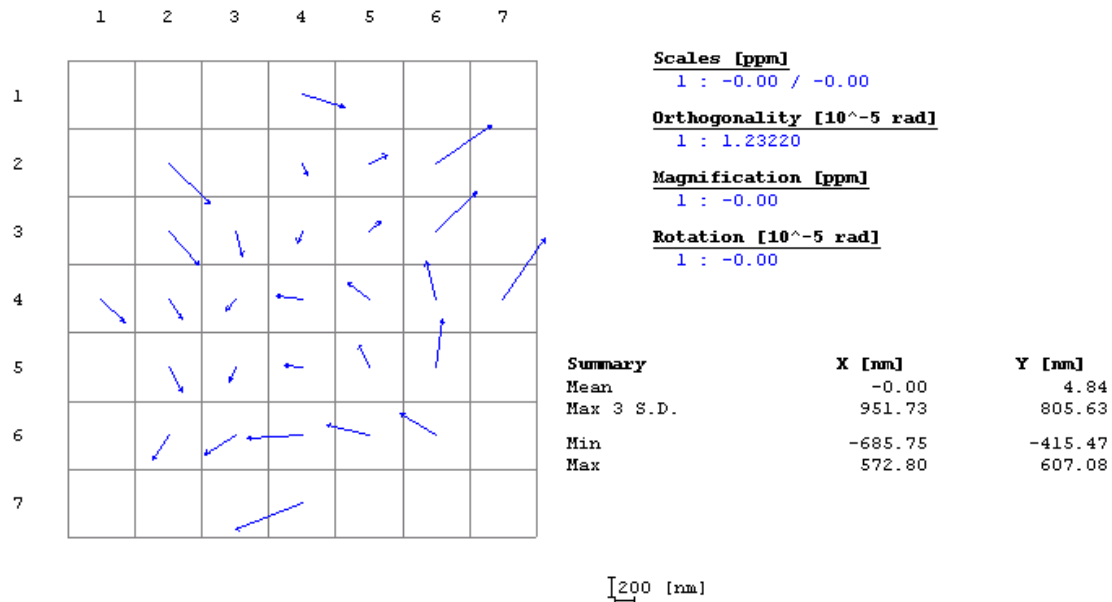 1 2 3 4 5 6 7
1
2
3
4
5
6
7
Scales [ppm]
1 : -0.00 / -0.00
Orthogonality [10^-5 rad]
1 : 1.23220
Magnification [ppm]
1 : -0.00
Rotation [10^-5 rad]
1 : -0.00
Summary X [nm] Y [nm]
Mean -0.00 4.84
Max 3 S.D. 951.73 805.63
Min -685.75 -415.47
Max 572.80 607.08
200 [nm]